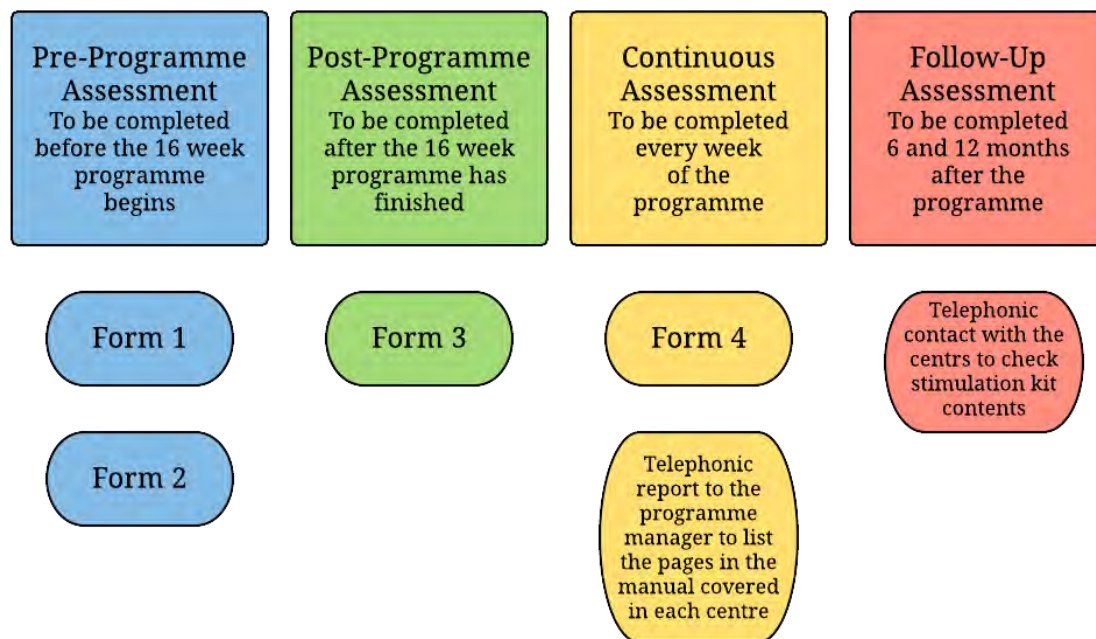 Pre-Programme
Assessment
To be completed
before the 16 week
programme
begins
Post-Programme
Assessment
To be completed
after the 16 week
programme has
finished
Continuous
Assessment
To be completed
every week
of the
programme
Follow-Up
Assessment
To be completed
6 and 12 months
after the
programme
Form 1
Form 3
Form 4
Telephonic
contact with the
centrs to check
stimulation kit
contents
Form 2
Telephonic
report to the
programme
manager to list
the pages in the
manual covered
in each centre